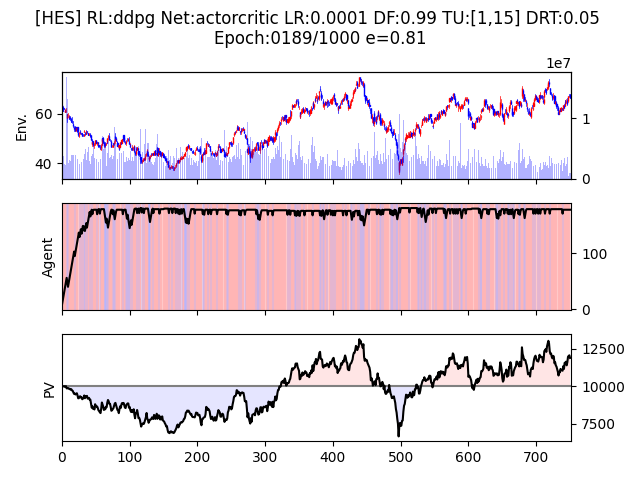 [HES] RL:ddpg Net:actorcritic LR:0.0001 DF:0.99 TU:[1,15] DRT:0.05
Epoch:0189/1000 e=0.81
1e7
Env.
60
40
1
0
Agent
100
0
PV
12500
10000
7500
0 100 200 300 400 500 600 700